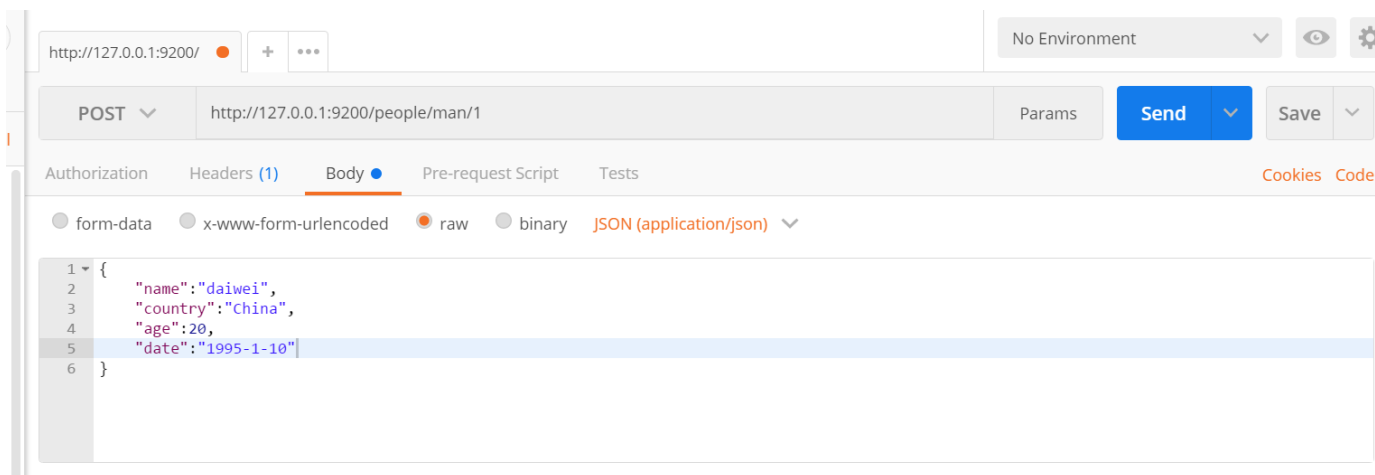 http://127.0.0.1:9200/
No Environment
POST http://127.0.0.1:9200/people/man/1 Params Send Save
Authorization Headers (1) Body Pre-request Script Tests Cookies Code
form-data x-www-form-urlencoded raw binary JSON (application/json)
1 {
2 "name":"daiwei",
3 "country":"China",
4 "age":20,
5 "date":"1995-1-10"
6 }